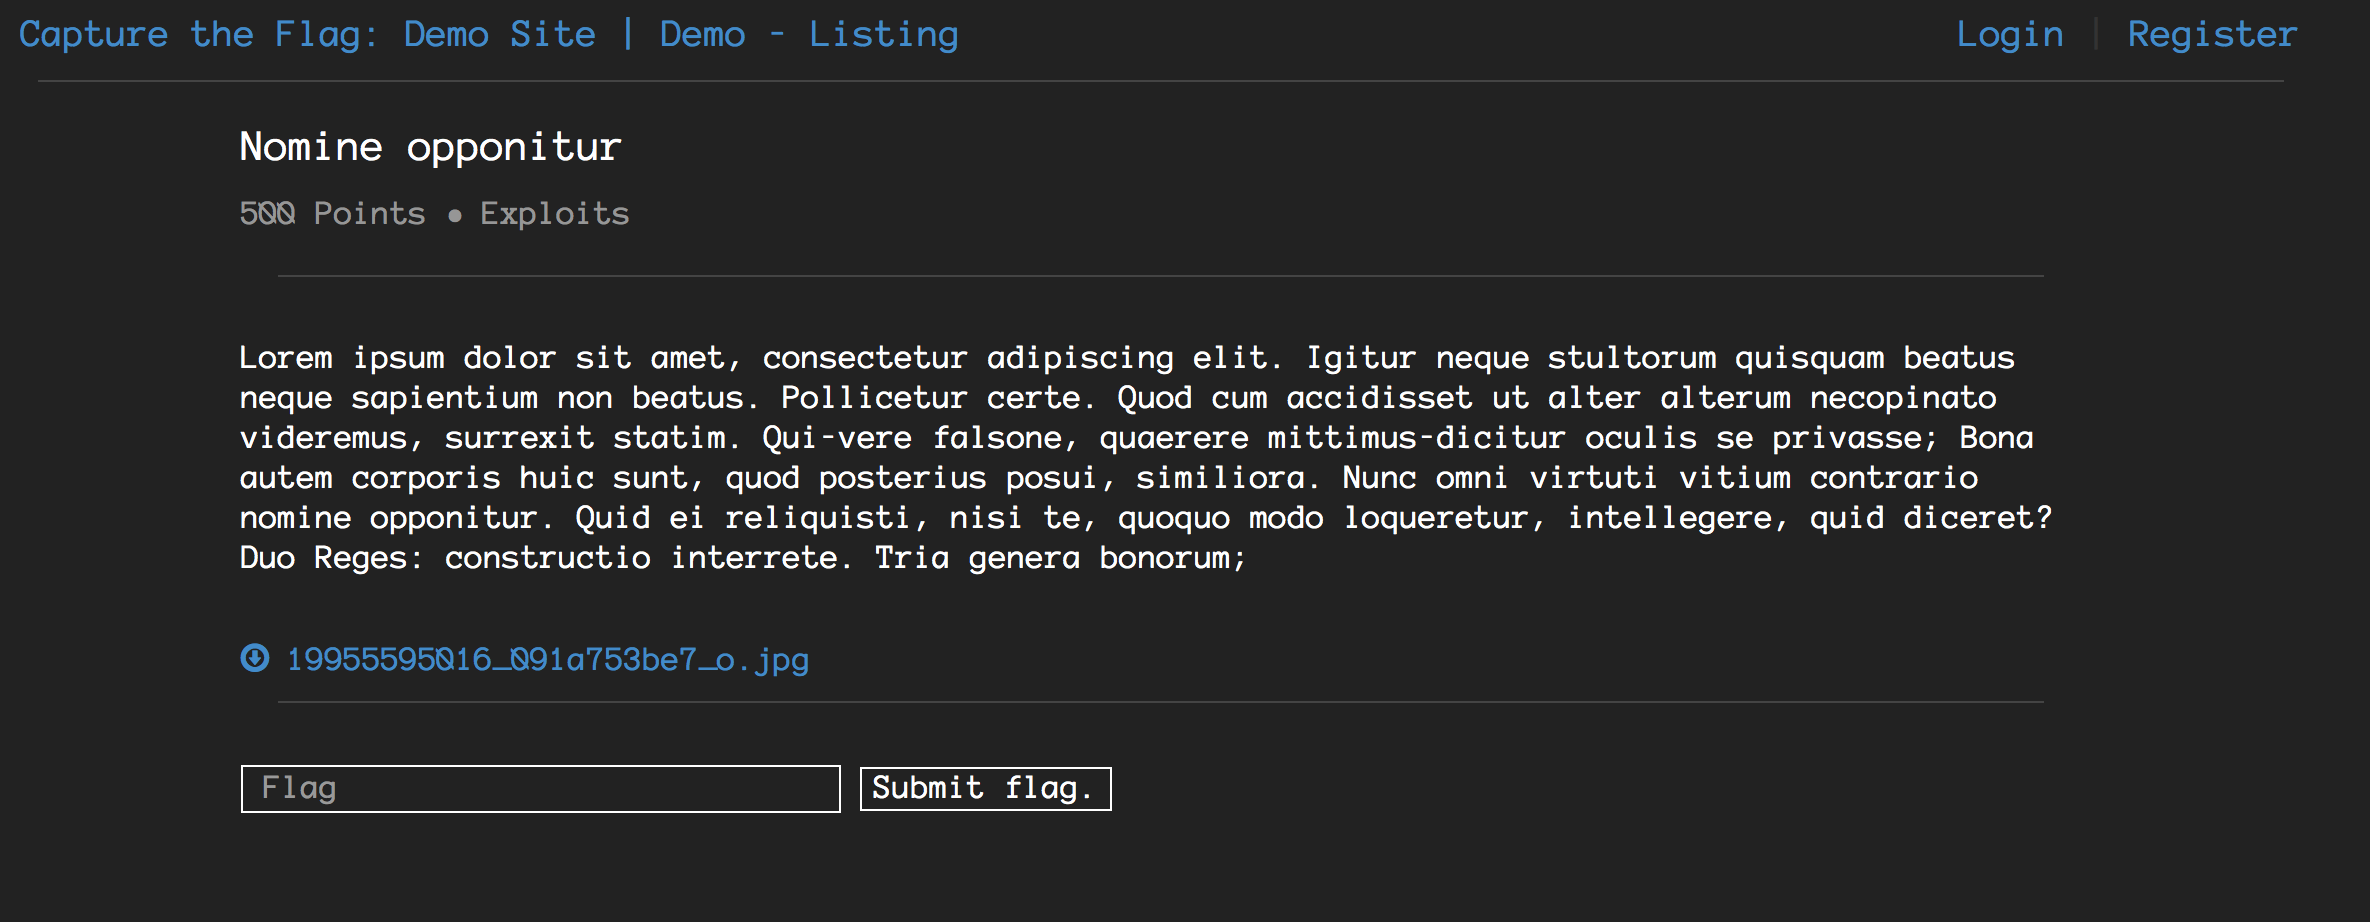 Capture the Flag: Demo Site | Demo - Listing Login | Register
Nomine opponitur
500 Points • Exploits
Lorem ipsum dolor sit amet, consectetur adipiscing elit. Igitur neque stultorum quisquam beatus
neque sapientium non beatus. Pollicetur certe. Quod cum accidisset ut alter alterum necopinato
videremus, surrexit statim. Qui-vere falsone, quaerere mittimus-dicitur oculis se privasse; Bona
autem corporis huic sunt, quod posterius posui, similiora. Nunc omni virtuti vitium contrario
nomine opponitur. Quid ei reliquisti, nisi te, quoquo modo loqueretur, intellegere, quid diceret?
Duo Reges: constructio interrete. Tria genera bonorum;
19955595016_091a753be7_o.jpg
Flag Submit flag.